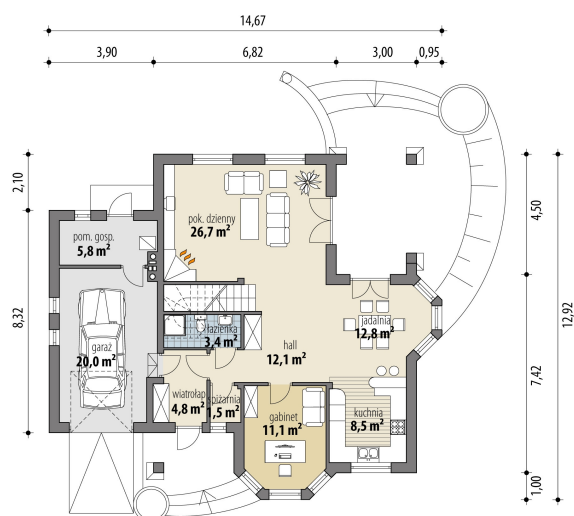 14,67
3,90
6,82
3,00
0,95
2,10
8,32
4,50
12,92
7,42
1,00
pok. dzienny
26,7 m²
pom. gosp.
5,8 m²
garaż
20,0 m²
łazienka
3,4 m²
hall
12,1 m²
jadalnia
12,8 m²
wiatrołap
4,8 m²
spiżarnia
1,5 m²
gabinet
11,1 m²
kuchnia
8,5 m²